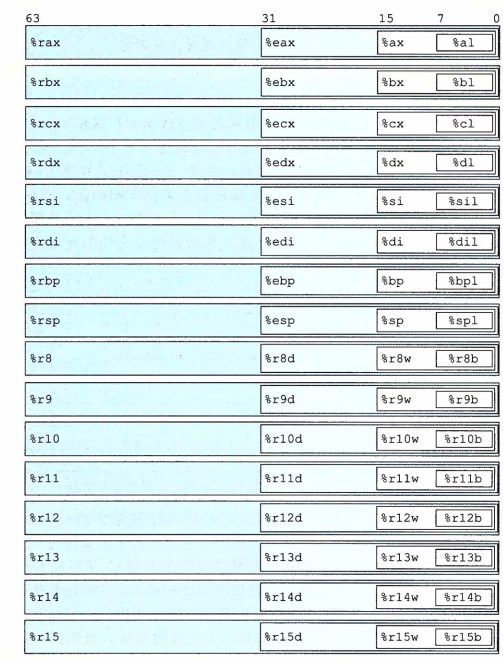 63 31 15 7 0
%rax %eax %ax %al
%rbx %ebx %bx %bl
%rcx %ecx %cx %cl
%rdx %edx %dx %dl
%rsi %esi %si %sil
%rdi %edi %di %dil
%rbp %ebp %bp %bpl
%rsp %esp %sp %spl
%r8 %r8d %r8w %r8b
%r9 %r9d %r9w %r9b
%r10 %r10d %r10w %r10b
%r11 %r11d %r11w %r11b
%r12 %r12d %r12w %r12b
%r13 %r13d %r13w %r13b
%r14 %r14d %r14w %r14b
%r15 %r15d %r15w %r15b